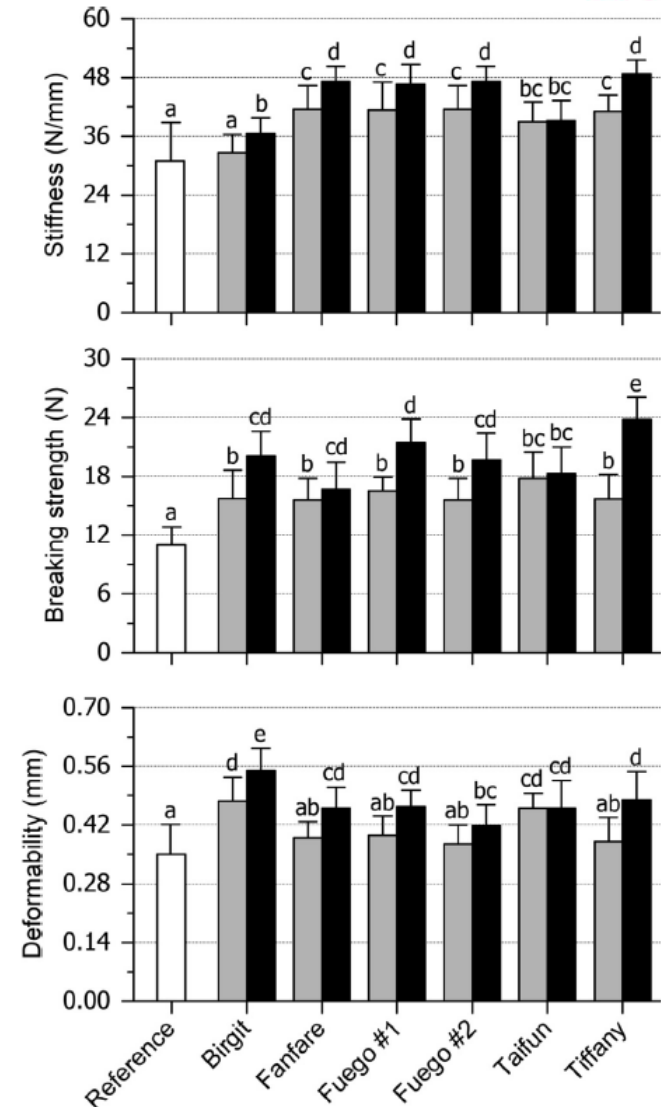 60
48
36
24
12
0
Stiffness (N/mm)
a
a b
c d
c d
c d
bc bc
c d
30
24
18
12
6
0
Breaking strength (N)
a
b cd
b cd
b d
b cd
bc bc
b e
0.70
0.56
0.42
0.28
0.14
0.00
Deformability (mm)
a
d e
ab cd
ab cd
ab bc
cd cd
ab d
Reference
Birgit
Fanfare
Fuego #1
Fuego #2
Taifun
Tiffany